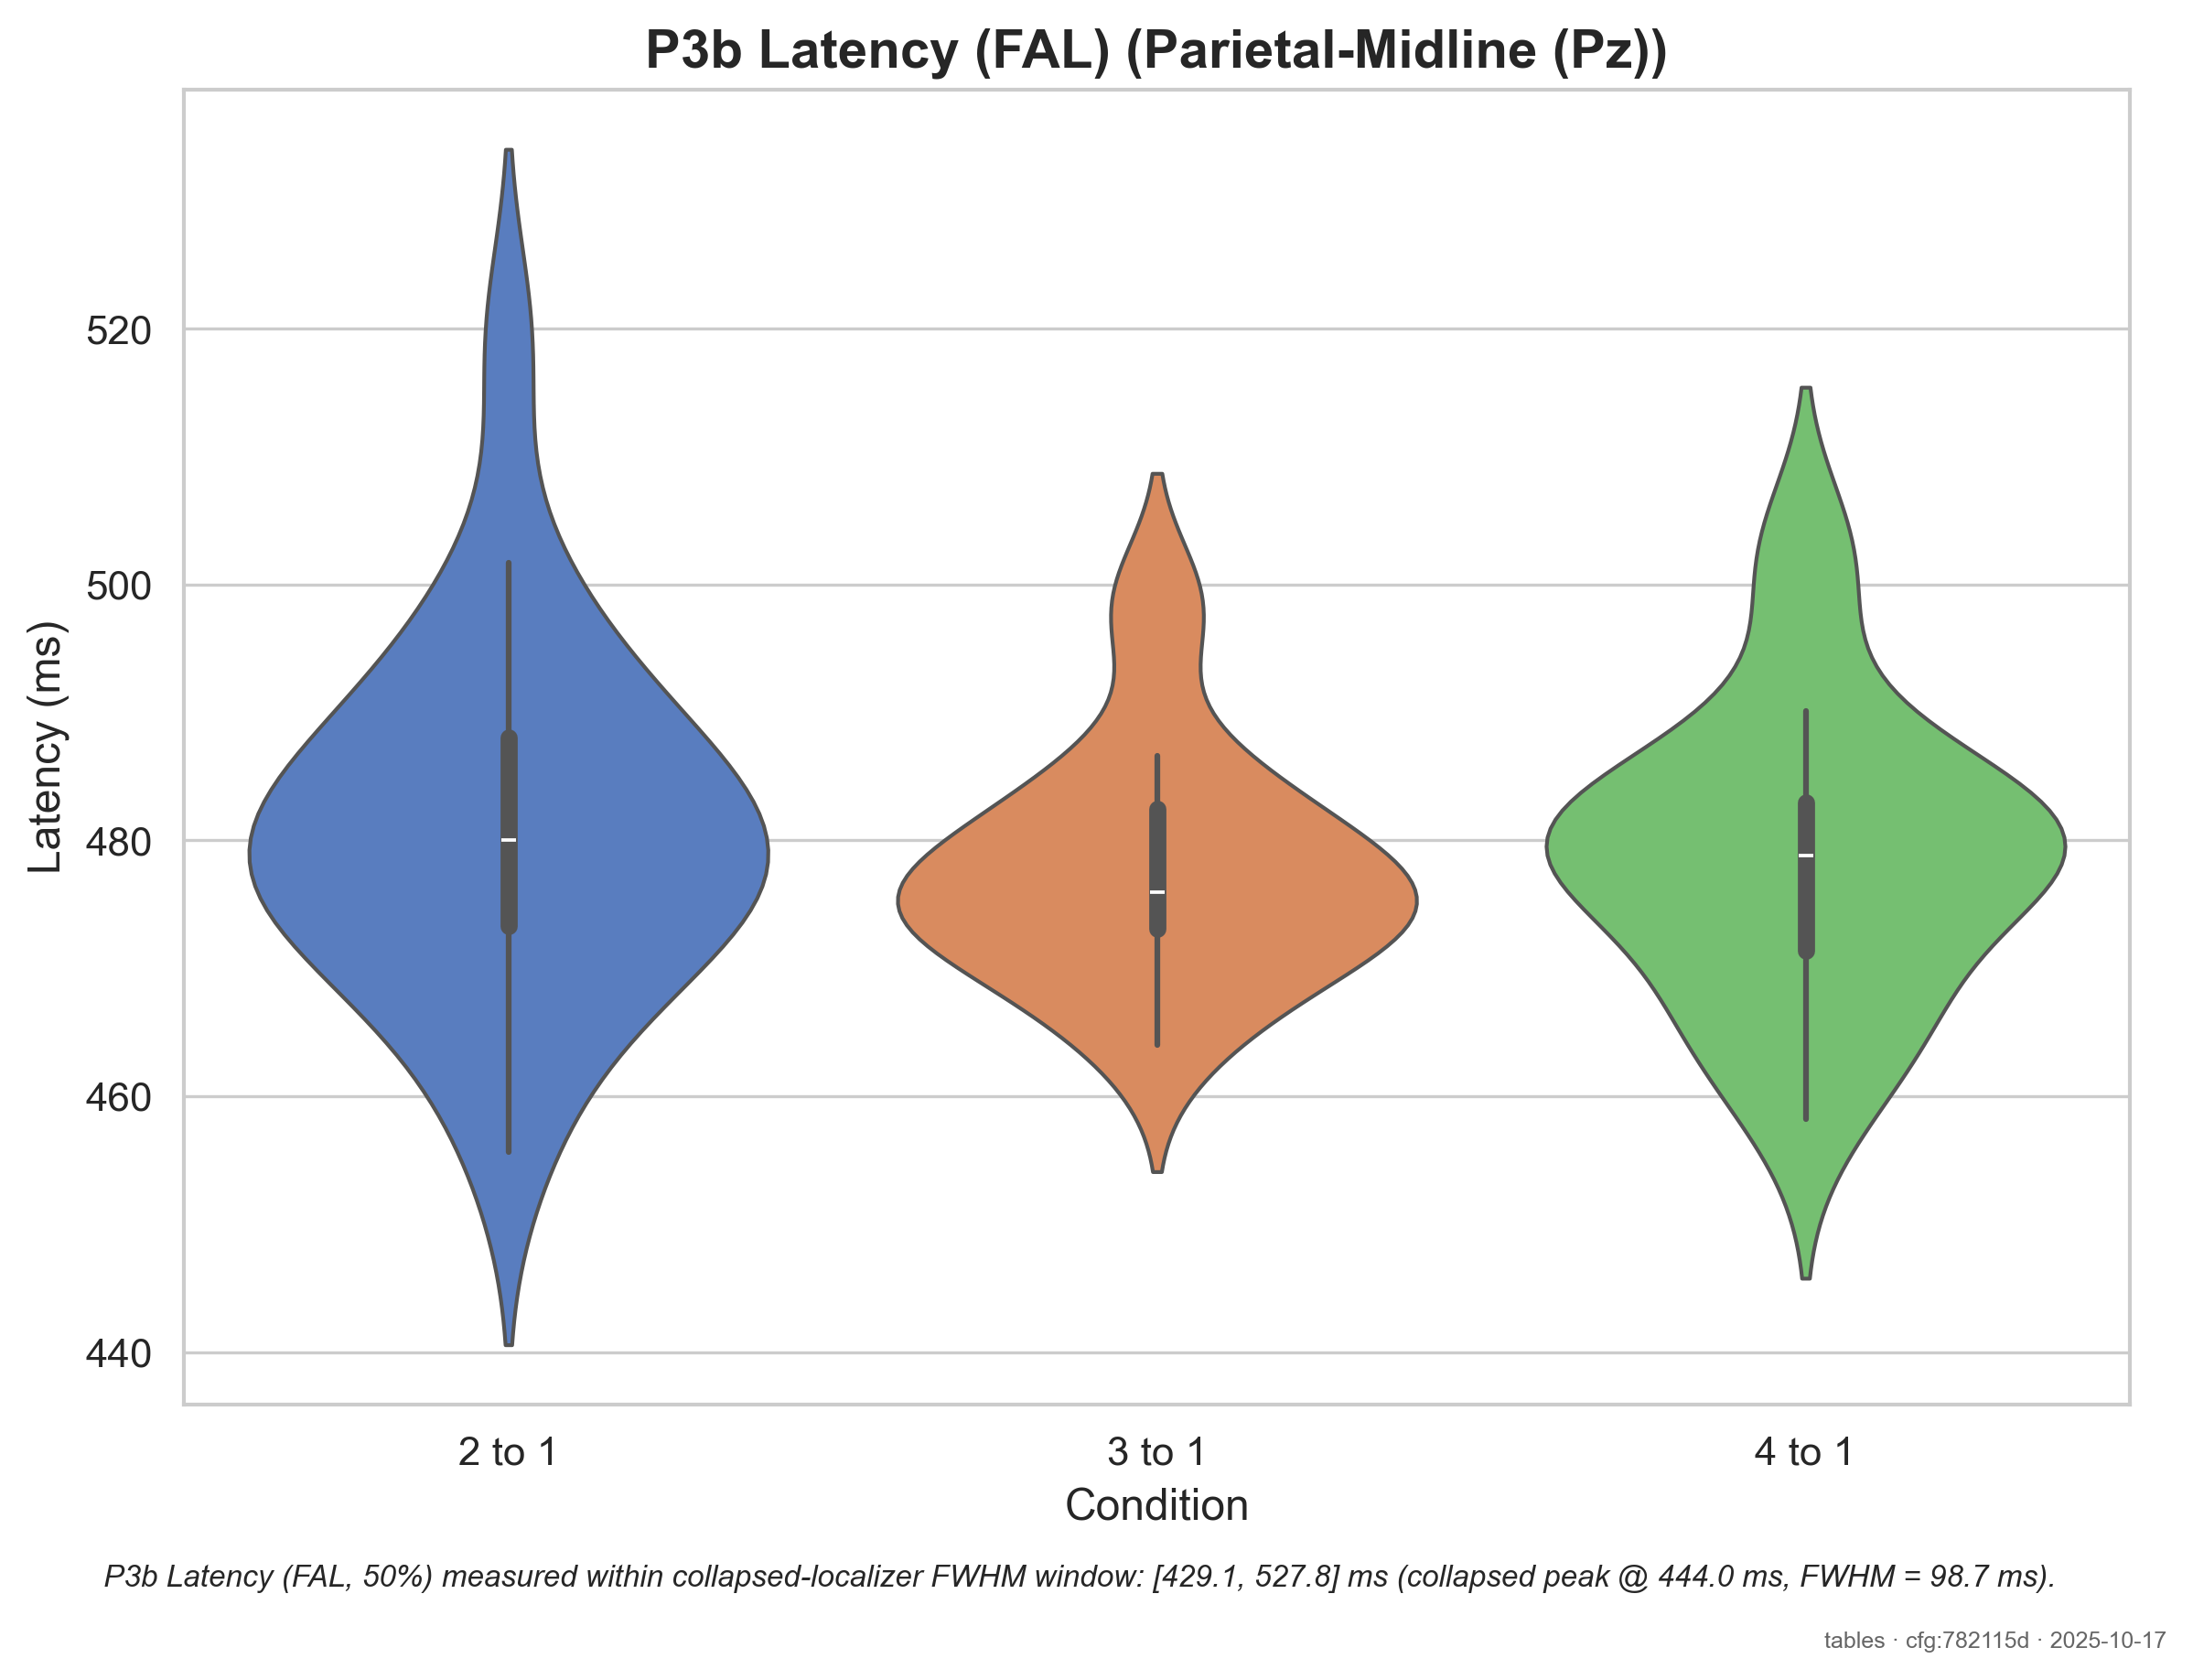 P3b Latency (FAL) (Parietal-Midline (Pz))
Latency (ms)
520
500
480
460
440
2 to 1
3 to 1
4 to 1
Condition
P3b Latency (FAL, 50%) measured within collapsed-localizer FWHM window: [429.1, 527.8] ms (collapsed peak @ 444.0 ms, FWHM = 98.7 ms).
tables · cfg:782115d · 2025-10-17